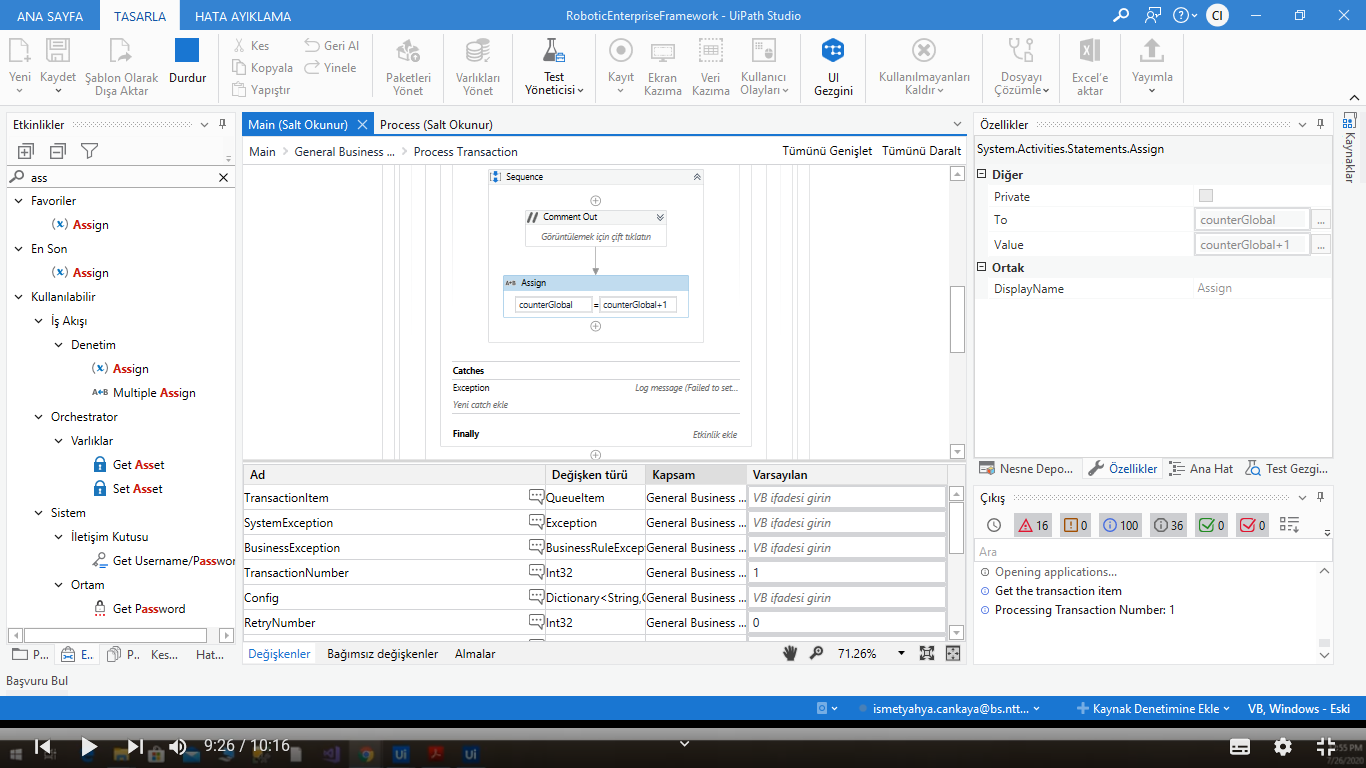 ANA SAYFA TASARLA HATA AYIKLAMA RoboticEnterpriseFramework - UiPath Studio CI
Yeni Kaydet Şablon Olarak Dışa Aktar Durdur
Kes Kopyala Yapıştır Geri Al Yinele
Paketleri Yönet Varlıkları Yönet Test Yöneticisi Kayıt Ekran Kazıma Veri Kazıma Kullanıcı Olayları UI Gezgini Kullanılmayanları Kaldır Dosyayı Çözümle Excel'e aktar Yayımla
Etkinlikler
ass
Favoriler
Assign
En Son
Assign
Kullanılabilir
İş Akışı
Denetim
Assign
A+B Multiple Assign
Orchestrator
Varlıklar
Get Asset
Set Asset
Sistem
İletişim Kutusu
Get Username/Passwor
Ortam
Get Password
P... E.. P.. Kes... Hat...
Main (Salt Okunur) Process (Salt Okunur)
Main General Business ... Process Transaction Tümünü Genişlet Tümünü Daralt
Sequence
// Comment Out
Görüntülemek için çift tıklatın
A+B Assign
counterGlobal = counterGlobal+1
Catches
Exception Log message (Failed to set...
Yeni catch ekle
Finally Etkinlik ekle
Ad Değişken türü Kapsam Varsayılan
TransactionItem QueueItem General Business ... VB ifadesi girin
SystemException Exception General Business ... VB ifadesi girin
BusinessException BusinessRuleExcep General Business ... VB ifadesi girin
TransactionNumber Int32 General Business ... 1
Config Dictionary<String,O General Business ... VB ifadesi girin
RetryNumber Int32 General Business ... 0
Değişkenler Bağımsız değişkenler Almalar 71.26%
Özellikler
System.Activities.Statements.Assign
Diğer
Private
To counterGlobal ...
Value counterGlobal+1 ...
Ortak
DisplayName Assign
Nesne Depo... Özellikler Ana Hat Test Gezgi...
Kaynaklar
Çıkış
16 0 100 36 0 0
Ara
Opening applications...
Get the transaction item
Processing Transaction Number: 1
Başvuru Bul
ismetyahya.cankaya@bs.ntt... Kaynak Denetimine Ekle VB, Windows - Eski
9:26 / 10:16
7/26/2020